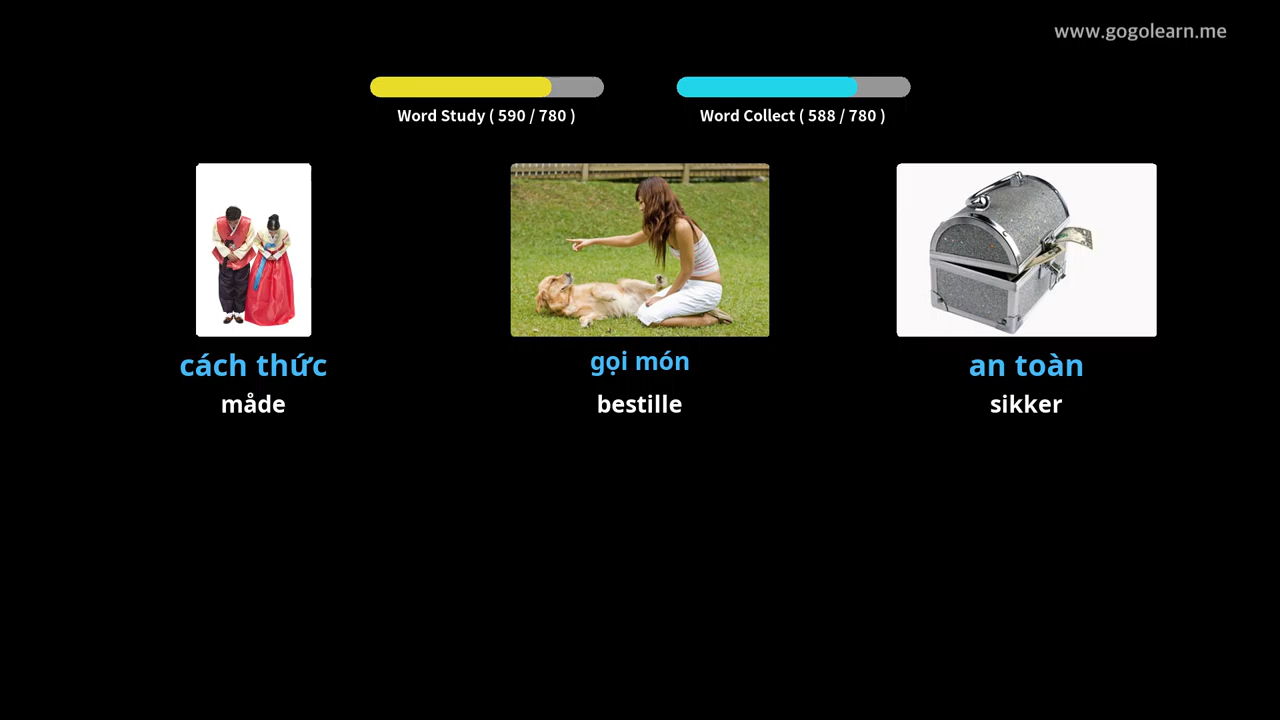 www.gogolearn.me
Word Study ( 590 / 780 )
Word Collect ( 588 / 780 )
cách thức
måde
gọi món
bestille
an toàn
sikker